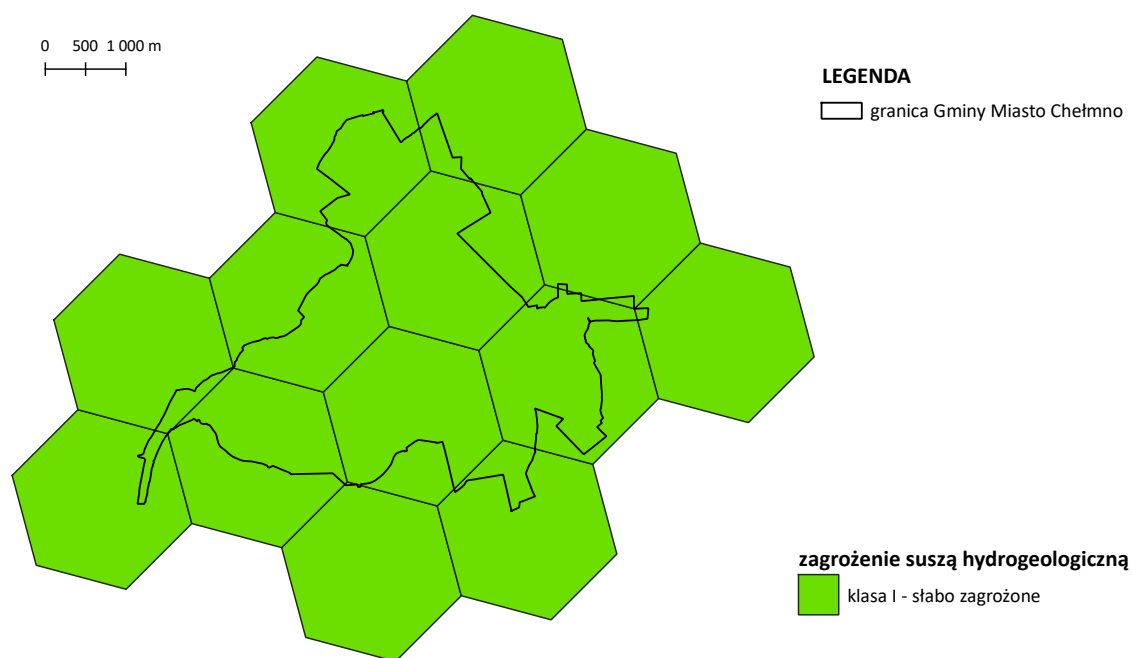 0 500 1 000 m
LEGENDA
granica Gminy Miasto Chełmno
zagrożenie suszą hydrogeologiczną
klasa I - słabo zagrożone